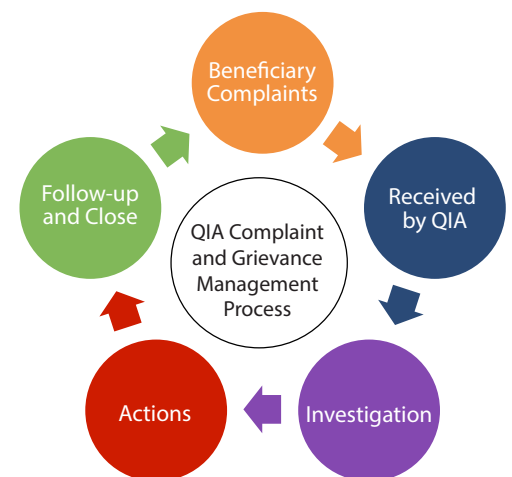 Beneficiary
Complaints
Received
by QIA
Investigation
Actions
Follow-up
and Close
QIA Complaint
and Grievance
Management
Process